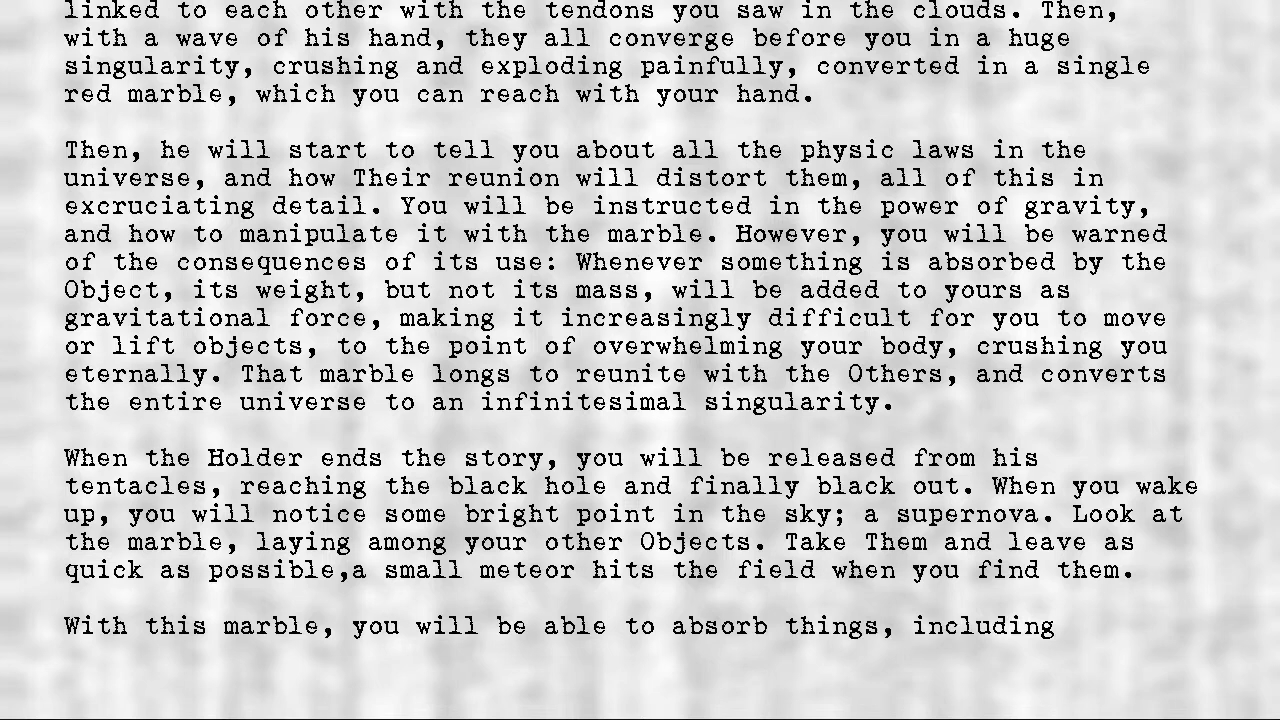 linked to each other with the tendons you saw in the clouds. Then,
with a wave of his hand, they all converge before you in a huge
singularity, crushing and exploding painfully, converted in a single
red marble, which you can reach with your hand.
Then, he will start to tell you about all the physic laws in the
universe, and how Their reunion will distort them, all of this in
excruciating detail. You will be instructed in the power of gravity,
and how to manipulate it with the marble. However, you will be warned
of the consequences of its use: Whenever something is absorbed by the
Object, its weight, but not its mass, will be added to yours as
gravitational force, making it increasingly difficult for you to move
or lift objects, to the point of overwhelming your body, crushing you
eternally. That marble longs to reunite with the Others, and converts
the entire universe to an infinitesimal singularity.
When the Holder ends the story, you will be released from his
tentacles, reaching the black hole and finally black out. When you wake
up, you will notice some bright point in the sky; a supernova. Look at
the marble, laying among your other Objects. Take Them and leave as
quick as possible,a small meteor hits the field when you find them.
With this marble, you will be able to absorb things, including